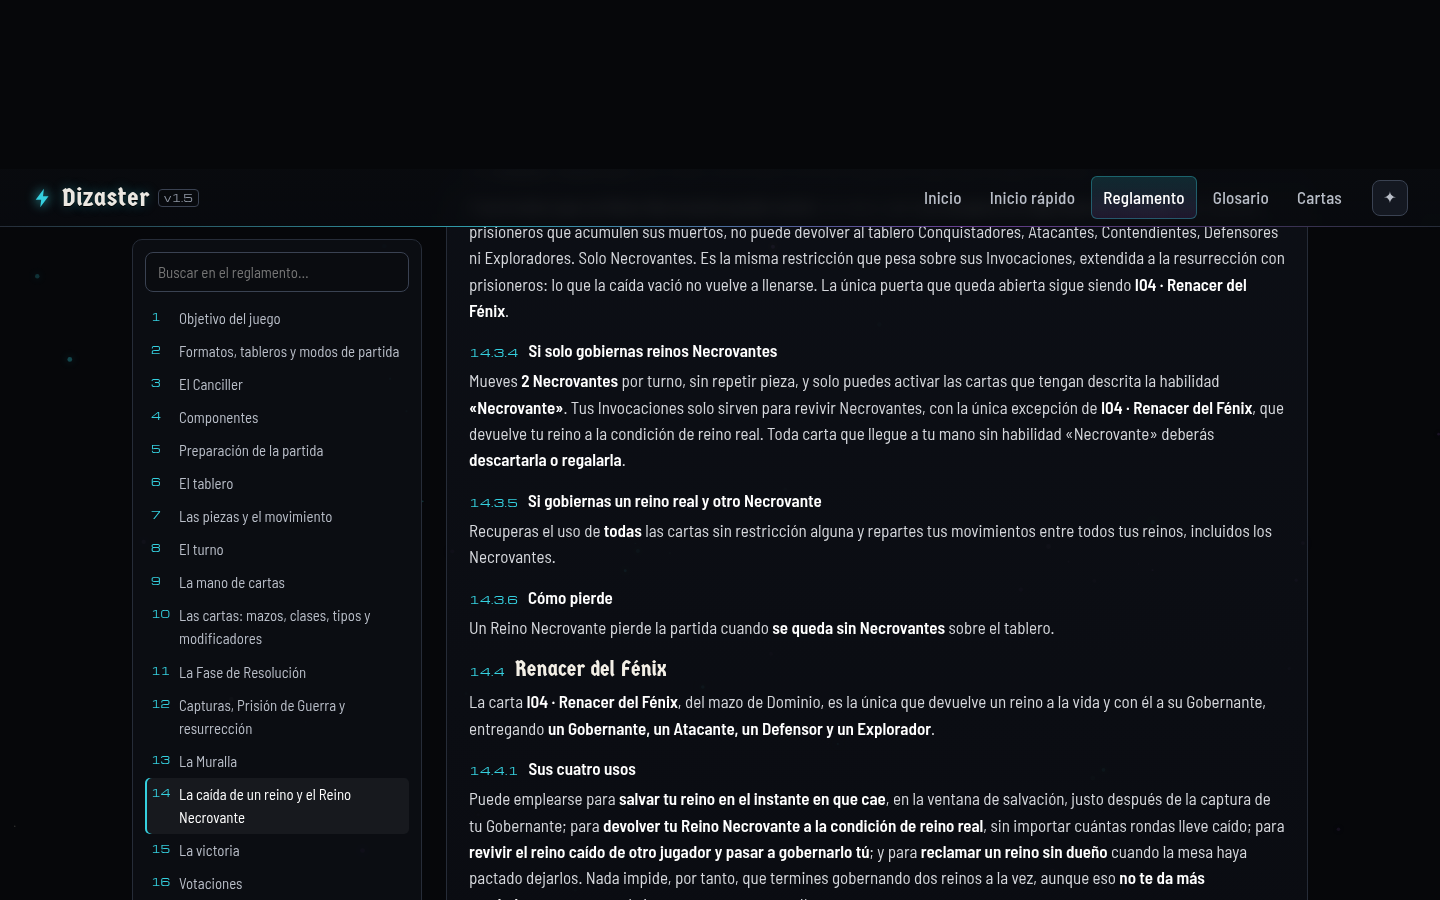 Dizaster v1.5
Inicio Inicio rápido Reglamento Glosario Cartas
Buscar en el reglamento...
1 Objetivo del juego
2 Formatos, tableros y modos de partida
3 El Canciller
4 Componentes
5 Preparación de la partida
6 El tablero
7 Las piezas y el movimiento
8 El turno
9 La mano de cartas
10 Las cartas: mazos, clases, tipos y
modificadores
11 La Fase de Resolución
12 Capturas, Prisión de Guerra y
resurrección
13 La Muralla
14 La caída de un reino y el Reino
Necrovante
15 La victoria
16 Votaciones
prisioneros que acumulen sus muertos, no puede devolver al tablero Conquistadores, Atacantes, Contendientes, Defensores
ni Exploradores. Solo Necrovantes. Es la misma restricción que pesa sobre sus Invocaciones, extendida a la resurrección con
prisioneros: lo que la caída vació no vuelve a llenarse. La única puerta que queda abierta sigue siendo I04 · Renacer del
Fénix.
14.3.4 Si solo gobiernas reinos Necrovantes
Mueves 2 Necrovantes por turno, sin repetir pieza, y solo puedes activar las cartas que tengan descrita la habilidad
«Necrovante». Tus Invocaciones solo sirven para revivir Necrovantes, con la única excepción de I04 · Renacer del Fénix, que
devuelve tu reino a la condición de reino real. Toda carta que llegue a tu mano sin habilidad «Necrovante» deberás
descartarla o regalarla.
14.3.5 Si gobiernas un reino real y otro Necrovante
Recuperas el uso de todas las cartas sin restricción alguna y repartes tus movimientos entre todos tus reinos, incluidos los
Necrovantes.
14.3.6 Cómo pierde
Un Reino Necrovante pierde la partida cuando se queda sin Necrovantes sobre el tablero.
14.4 Renacer del Fénix
La carta I04 · Renacer del Fénix, del mazo de Dominio, es la única que devuelve un reino a la vida y con él a su Gobernante,
entregando un Gobernante, un Atacante, un Defensor y un Explorador.
14.4.1 Sus cuatro usos
Puede emplearse para salvar tu reino en el instante en que cae, en la ventana de salvación, justo después de la captura de
tu Gobernante; para devolver tu Reino Necrovante a la condición de reino real, sin importar cuántas rondas lleve caído; para
revivir el reino caído de otro jugador y pasar a gobernarlo tú; y para reclamar un reino sin dueño cuando la mesa haya
pactado dejarlos. Nada impide, por tanto, que termines gobernando dos reinos a la vez, aunque eso no te da más